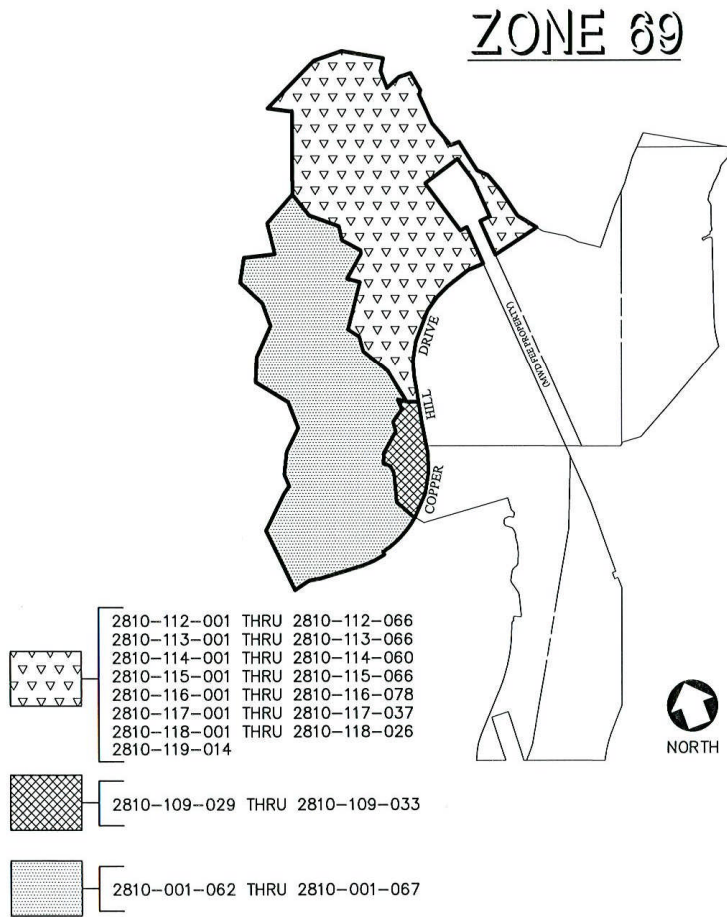 ZONE 69
COPPER HILL DRIVE
(MWD FEE PROPERTY)
2810-112-001 THRU 2810-112-066
2810-113-001 THRU 2810-113-066
2810-114-001 THRU 2810-114-060
2810-115-001 THRU 2810-115-066
2810-116-001 THRU 2810-116-078
2810-117-001 THRU 2810-117-037
2810-118-001 THRU 2810-118-026
2810-119-014
NORTH
2810-109-029 THRU 2810-109-033
2810-001-062 THRU 2810-001-067